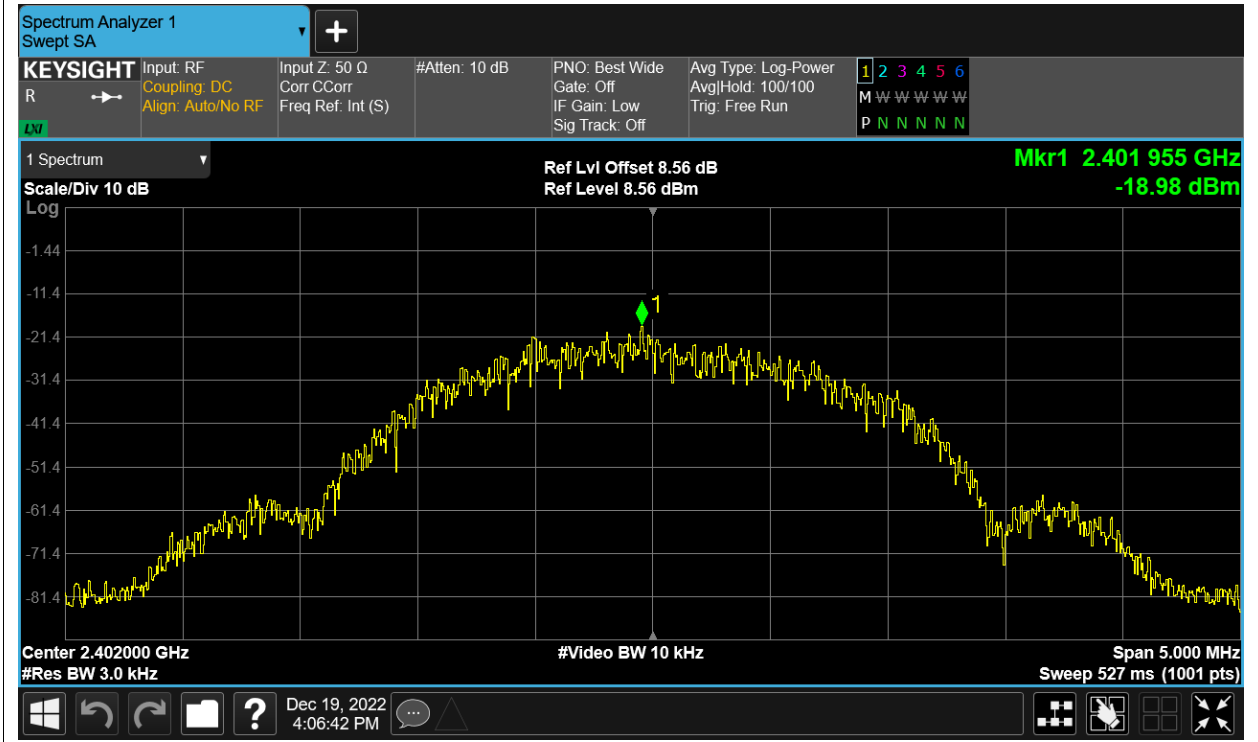 Spectrum Analyzer 1
Swept SA
+
KEYSIGHT
R
LXI
Input: RF
Coupling: DC
Align: Auto/No RF
Input Z: 50 Ω
Corr CCorr
Freq Ref: Int (S)
#Atten: 10 dB
PNO: Best Wide
Gate: Off
IF Gain: Low
Sig Track: Off
Avg Type: Log-Power
Avg|Hold: 100/100
Trig: Free Run
1 2 3 4 5 6
M W W W W W
P N N N N N
1 Spectrum
Scale/Div 10 dB
Log
Ref Lvl Offset 8.56 dB
Ref Level 8.56 dBm
Mkr1 2.401 955 GHz
-18.98 dBm
-1.44
-11.4
-21.4
-31.4
-41.4
-51.4
-61.4
-71.4
-81.4
1
Center 2.402000 GHz
#Res BW 3.0 kHz
#Video BW 10 kHz
Span 5.000 MHz
Sweep 527 ms (1001 pts)
?
Dec 19, 2022
4:06:42 PM